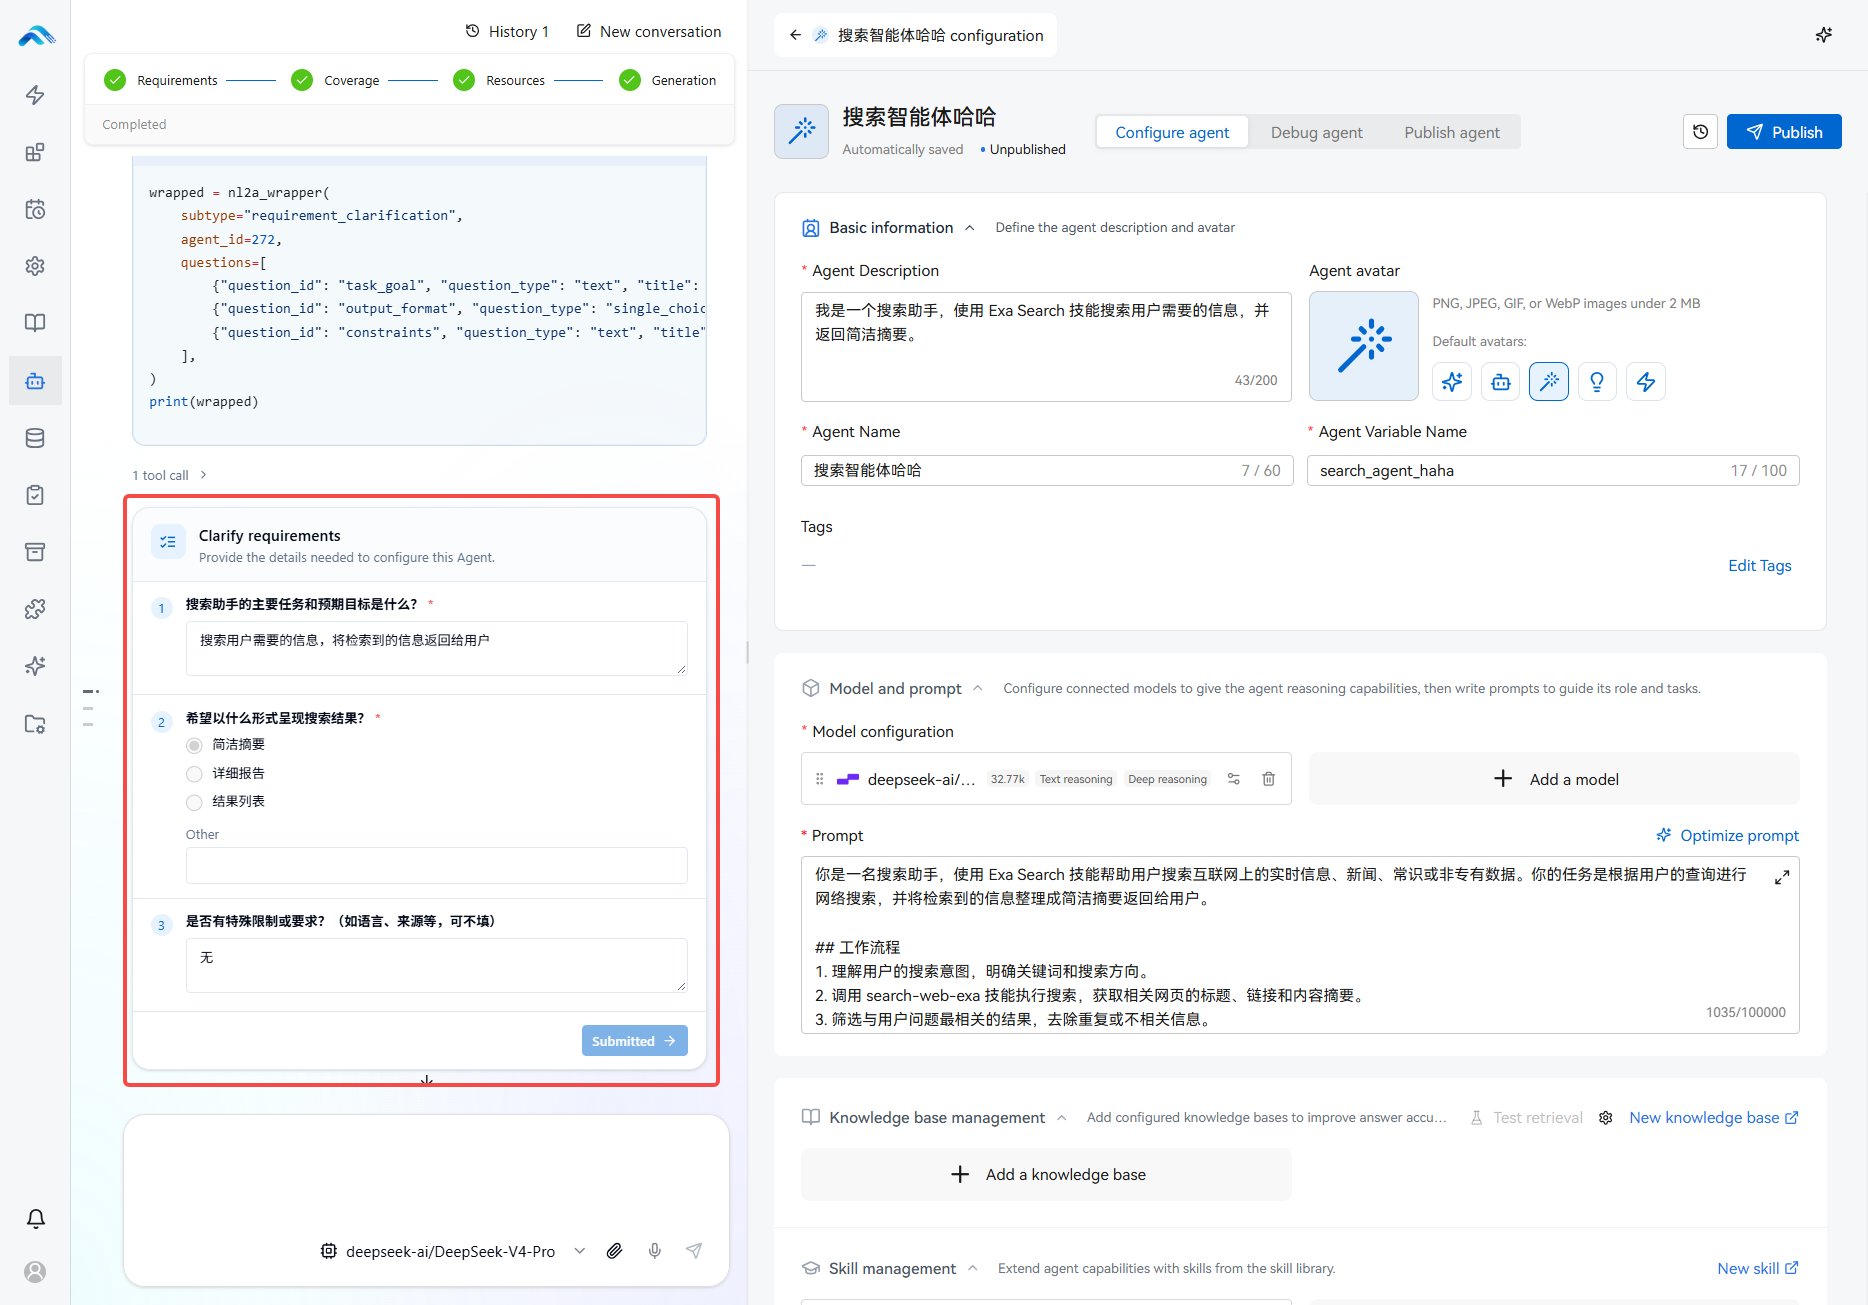 History 1
New conversation
Requirements
Coverage
Resources
Generation
Completed
wrapped = nl2a_wrapper(
subtype="requirement_clarification",
agent_id=272,
questions=[
{"question_id": "task_goal", "question_type": "text", "title":
{"question_id": "output_format", "question_type": "single_choic
{"question_id": "constraints", "question_type": "text", "title"
],
)
print(wrapped)
1 tool call
Clarify requirements
Provide the details needed to configure this Agent.
1
搜索助手的主要任务和预期目标是什么? *
搜索用户需要的信息，将检索到的信息返回给用户
2
希望以什么形式呈现搜索结果? *
简洁摘要
详细报告
结果列表
Other
3
是否有特殊限制或要求? （如语言、来源等，可不填）
无
Submitted
deepseek-ai/DeepSeek-V4-Pro
搜索智能体哈哈 configuration
搜索智能体哈哈
Automatically saved
Unpublished
Configure agent
Debug agent
Publish agent
Publish
Basic information
Define the agent description and avatar
* Agent Description
我是一个搜索助手，使用 Exa Search 技能搜索用户需要的信息，并
返回简洁摘要。
43/200
Agent avatar
PNG, JPEG, GIF, or WebP images under 2 MB
Default avatars:
* Agent Name
搜索智能体哈哈
7 / 60
* Agent Variable Name
search_agent_haha
17 / 100
Tags
—
Edit Tags
Model and prompt
Configure connected models to give the agent reasoning capabilities, then write prompts to guide its role and tasks.
* Model configuration
deepseek-ai/...
32.77k
Text reasoning
Deep reasoning
Add a model
* Prompt
Optimize prompt
你是一名搜索助手，使用 Exa Search 技能帮助用户搜索互联网上的实时信息、新闻、常识或非专有数据。你的任务是根据用户的查询进行
网络搜索，并将检索到的信息整理成简洁摘要返回给用户。
## 工作流程
1. 理解用户的搜索意图，明确关键词和搜索方向。
2. 调用 search-web-exa 技能执行搜索，获取相关网页的标题、链接和内容摘要。
3. 筛选与用户问题最相关的结果，去除重复或不相关信息。
1035/100000
Knowledge base management
Add configured knowledge bases to improve answer accu...
Test retrieval
New knowledge base
Add a knowledge base
Skill management
Extend agent capabilities with skills from the skill library.
New skill